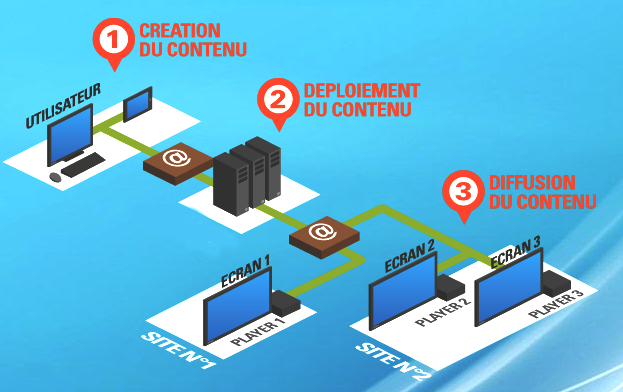 1
CREATION
DU CONTENU
UTILISATEUR
@
2
DEPLOIEMENT
DU CONTENU
@
3
DIFFUSION
DU CONTENU
ECRAN 1
PLAYER 1
SITE N°1
ECRAN 2
PLAYER 2
ECRAN 3
PLAYER 3
SITE N°2